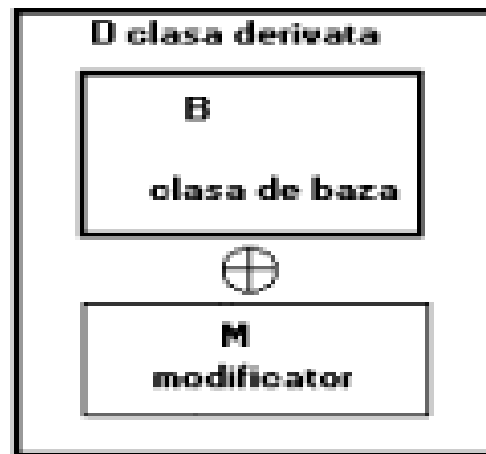 D clasa derivata
B
clasa de baza
M
modificator